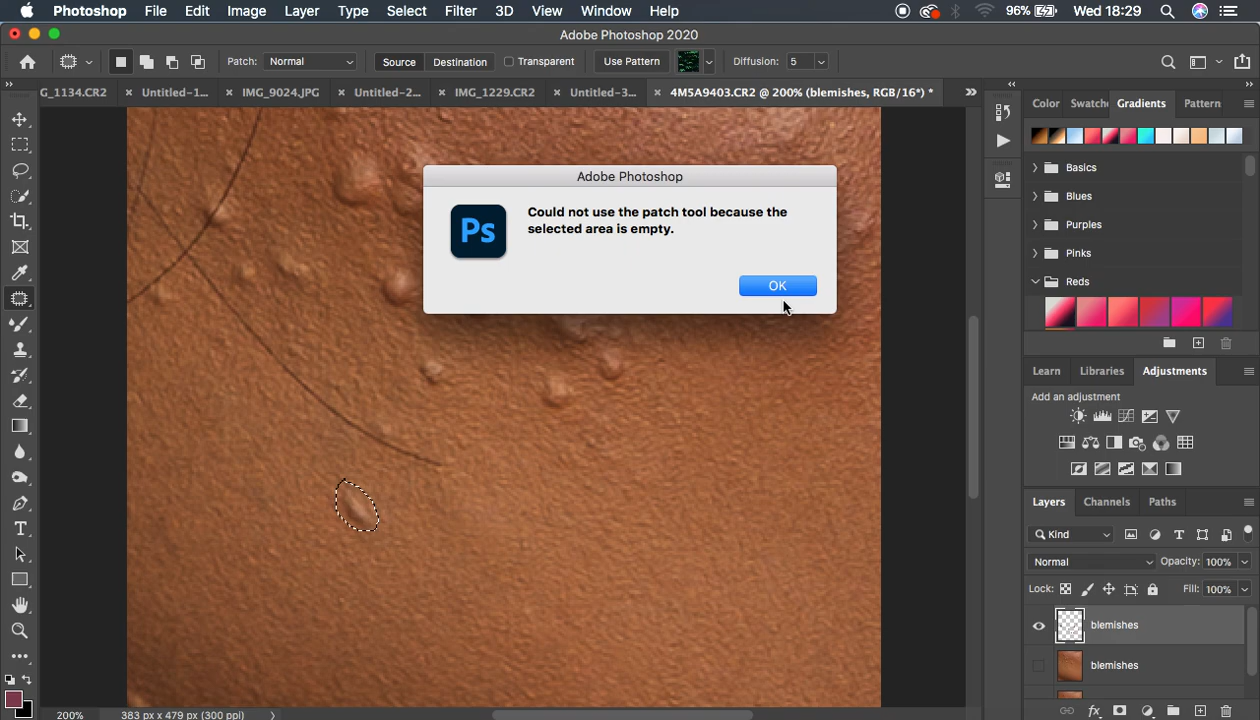 Photoshop File Edit Image Layer Type Select Filter 3D View Window Help 96% Wed 18:29
Adobe Photoshop 2020
Patch: Normal Source Destination Transparent Use Pattern Diffusion: 5
G_1134.CR2 Untitled-1... IMG_9024.JPG Untitled-2... IMG_1229.CR2 Untitled-3... 4M5A9403.CR2 @ 200% (blemishes, RGB/16*) *
Color Swatche Gradients Pattern
Adobe Photoshop
Ps
Could not use the patch tool because the
selected area is empty.
OK
Basics
Blues
Purples
Pinks
Reds
Learn Libraries Adjustments
Add an adjustment
Layers Channels Paths
Kind
Normal Opacity: 100%
Lock: Fill: 100%
blemishes
blemishes
200% 383 px x 479 px (300 ppi)